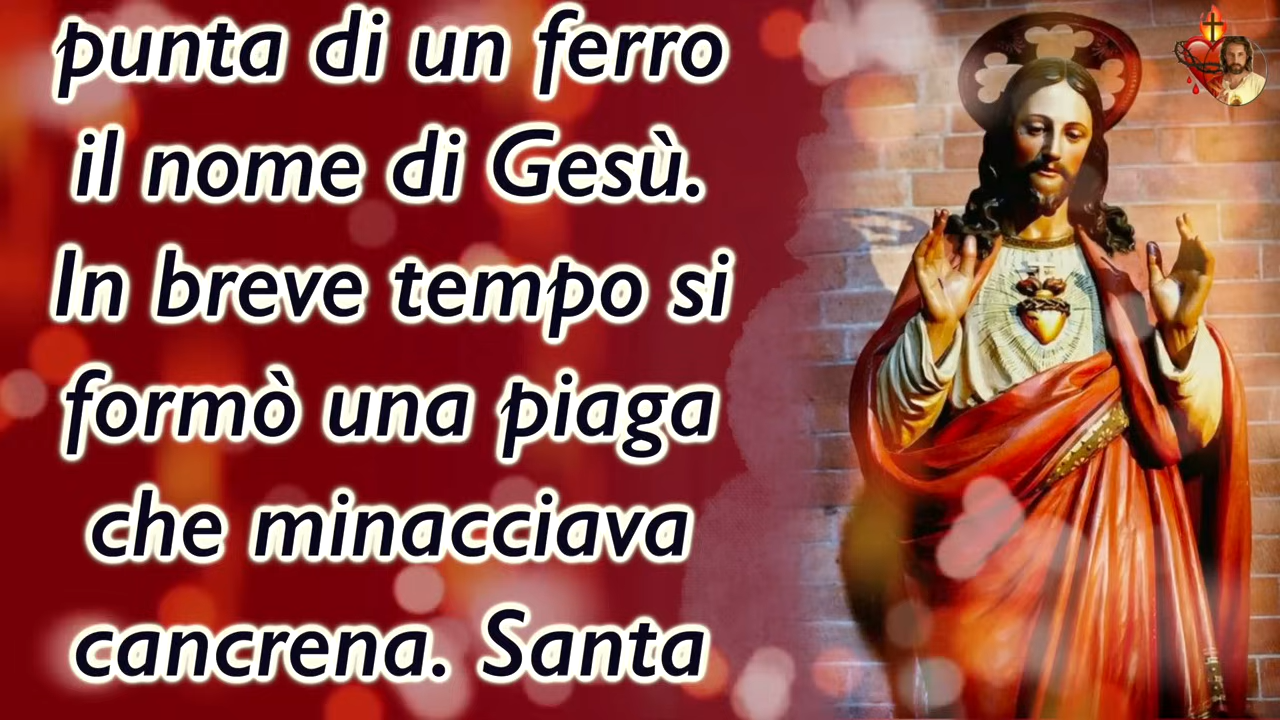 punta di un ferro
il nome di Gesù.
In breve tempo si
formò una piaga
che minacciava
cancrena. Santa